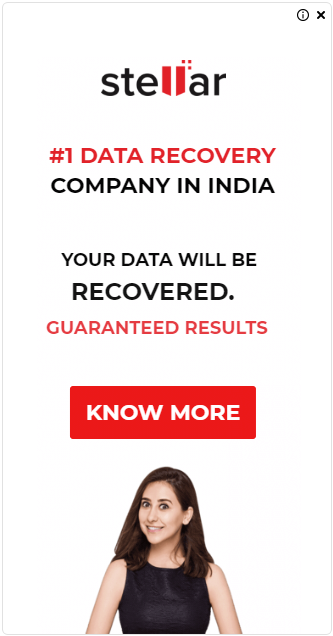 stellar
#1 DATA RECOVERY
COMPANY IN INDIA
YOUR DATA WILL BE
RECOVERED.
GUARANTEED RESULTS
KNOW MORE